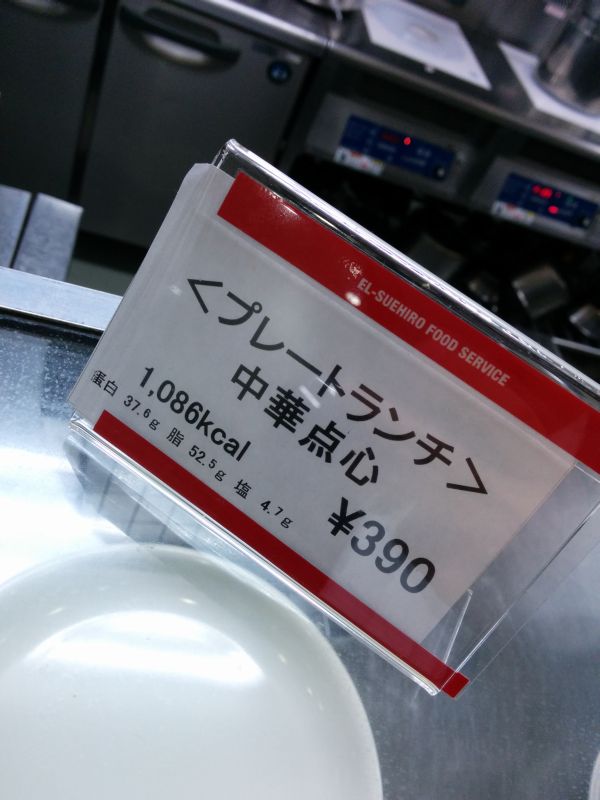 EL-SUEHIRO FOOD SERVICE
<プレートランチ>
中華点心
1,086kcal
蛋白 37.6g 脂 52.5g 塩 4.7g
¥390